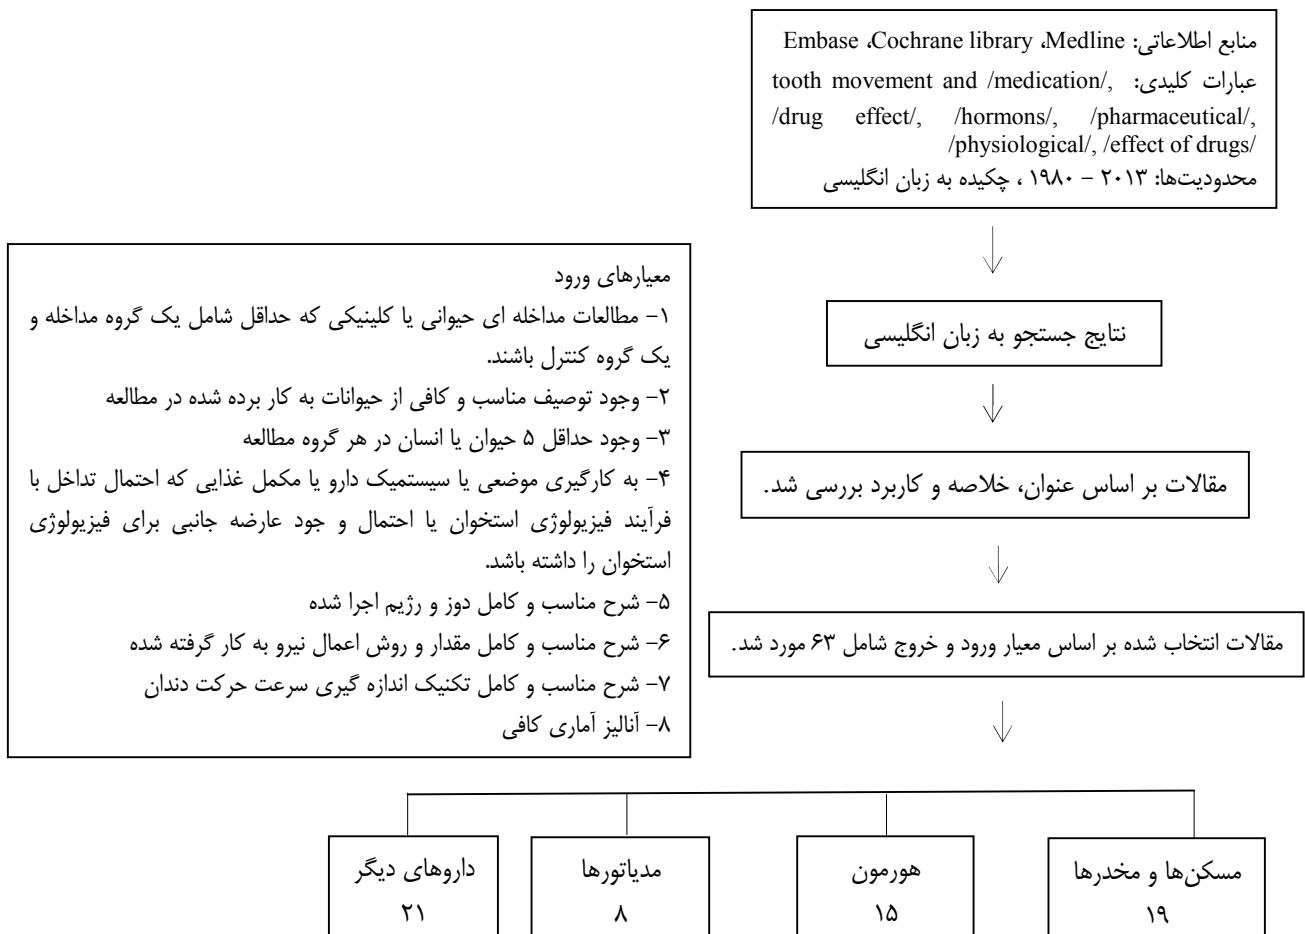 منابع اطلاعاتی: Embase ،Cochrane library ،Medline
عبارات کلیدی: tooth movement and /medication/,
/drug effect/, /hormons/, /pharmaceutical/,
/physiological/, /effect of drugs/
محدودیت‌ها: ۲۰۱۳ – ۱۹۸۰ ، چکیده به زبان انگلیسی
نتایج جستجو به زبان انگلیسی
مقالات بر اساس عنوان، خلاصه و کاربرد بررسی شد.
مقالات انتخاب شده بر اساس معیار ورود و خروج شامل ۶۳ مورد شد.
معیارهای ورود
۱– مطالعات مداخله ای حیوانی یا کلینیکی که حداقل شامل یک گروه مداخله و
یک گروه کنترل باشند.
۲– وجود توصیف مناسب و کافی از حیوانات به کار برده شده در مطالعه
۳– وجود حداقل ۵ حیوان یا انسان در هر گروه مطالعه
۴– به کارگیری موضعی یا سیستمیک دارو یا مکمل غذایی که احتمال تداخل با
فرآیند فیزیولوژی استخوان یا احتمال و جود عارضه جانبی برای فیزیولوژی
استخوان را داشته باشد.
۵– شرح مناسب و کامل دوز و رژیم اجرا شده
۶– شرح مناسب و کامل مقدار و روش اعمال نیرو به کار گرفته شده
۷– شرح مناسب و کامل تکنیک اندازه گیری سرعت حرکت دندان
۸– آنالیز آماری کافی
مسکن‌ها و مخدرها
۱۹
هورمون
۱۵
مدیاتورها
۸
داروهای دیگر
۲۱